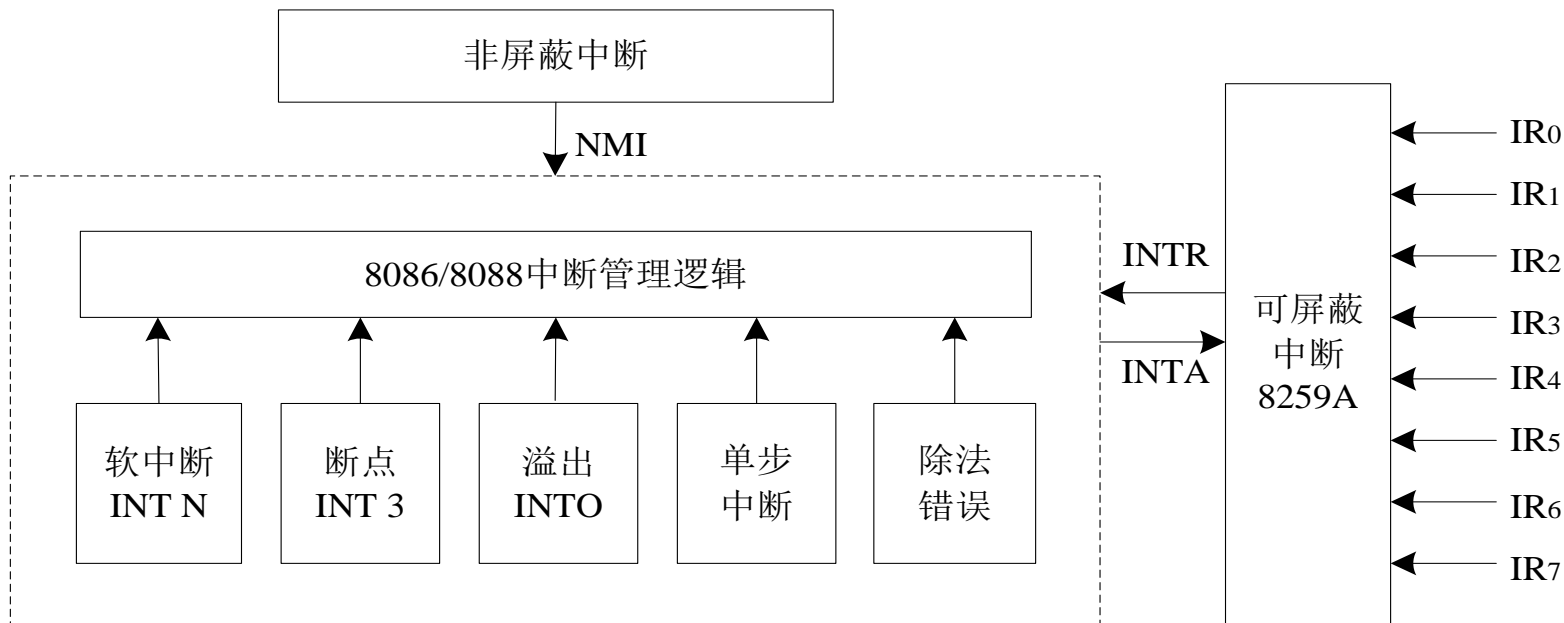 非屏蔽中断
NMI
8086/8088中断管理逻辑
软中断
INT N
断点
INT 3
溢出
INTO
单步
中断
除法
错误
INTR
INTA
可屏蔽
中断
8259A
IR0
IR1
IR2
IR3
IR4
IR5
IR6
IR7